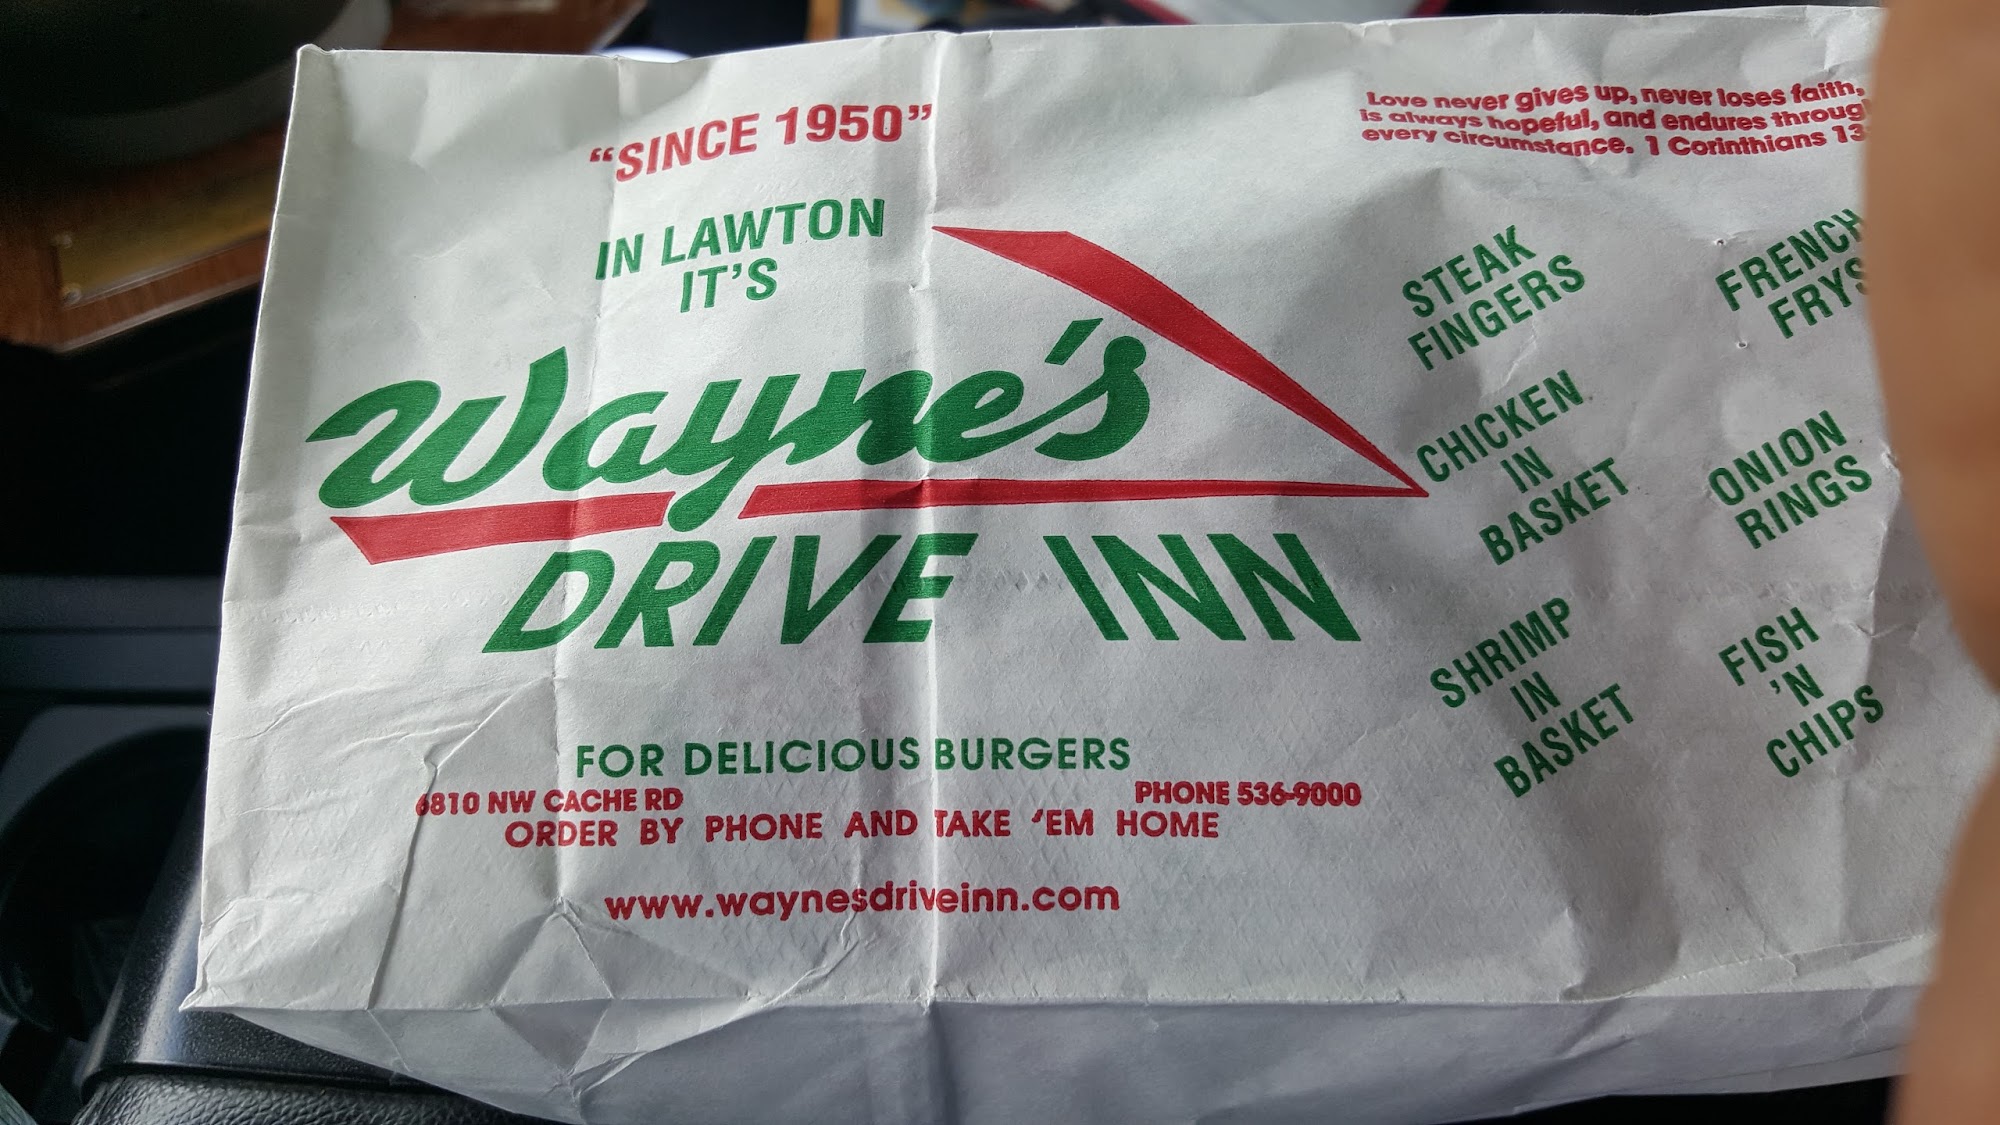 "SINCE 1950"
IN LAWTON
IT'S
Wayne's
DRIVE INN
FOR DELICIOUS BURGERS
6810 NW CACHE RD
PHONE 536-9000
ORDER BY PHONE AND TAKE 'EM HOME
www.waynesdriveinn.com
Love never gives up, never loses faith,
is always hopeful, and endures through
every circumstance. 1 Corinthians 13
STEAK
FINGERS
FRENCH
FRYS
CHICKEN
IN
BASKET
ONION
RINGS
SHRIMP
IN
BASKET
FISH
'N
CHIPS